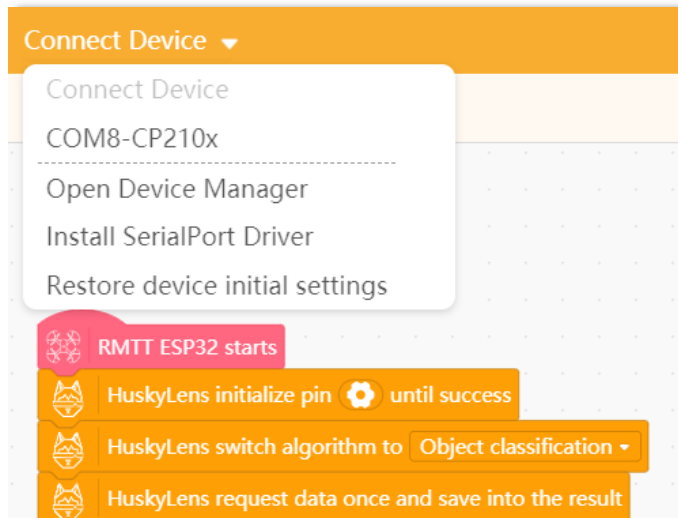 Connect Device
Connect Device
COM8-CP210x
Open Device Manager
Install SerialPort Driver
Restore device initial settings
RMTT ESP32 starts
HuskyLens initialize pin until success
HuskyLens switch algorithm to Object classification
HuskyLens request data once and save into the result